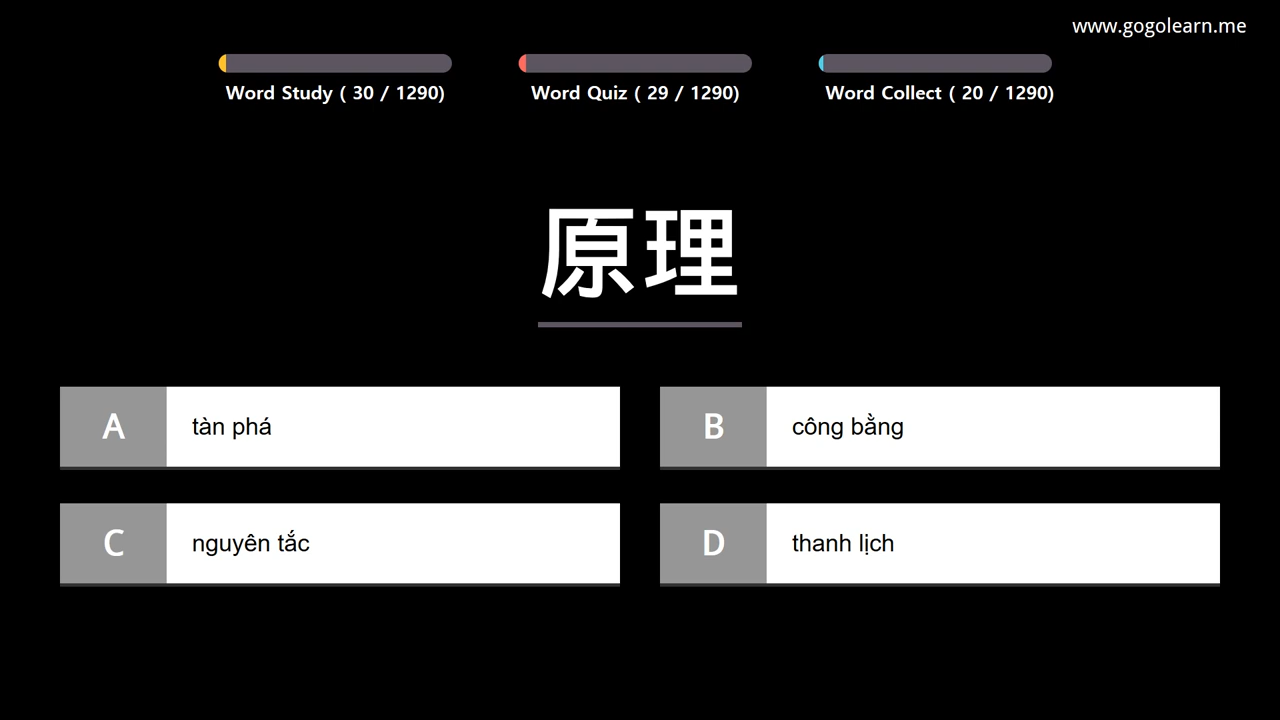 www.gogolearn.me
Word Study ( 30 / 1290)
Word Quiz ( 29 / 1290)
Word Collect ( 20 / 1290)
原理
A tàn phá
B công bằng
C nguyên tắc
D thanh lịch